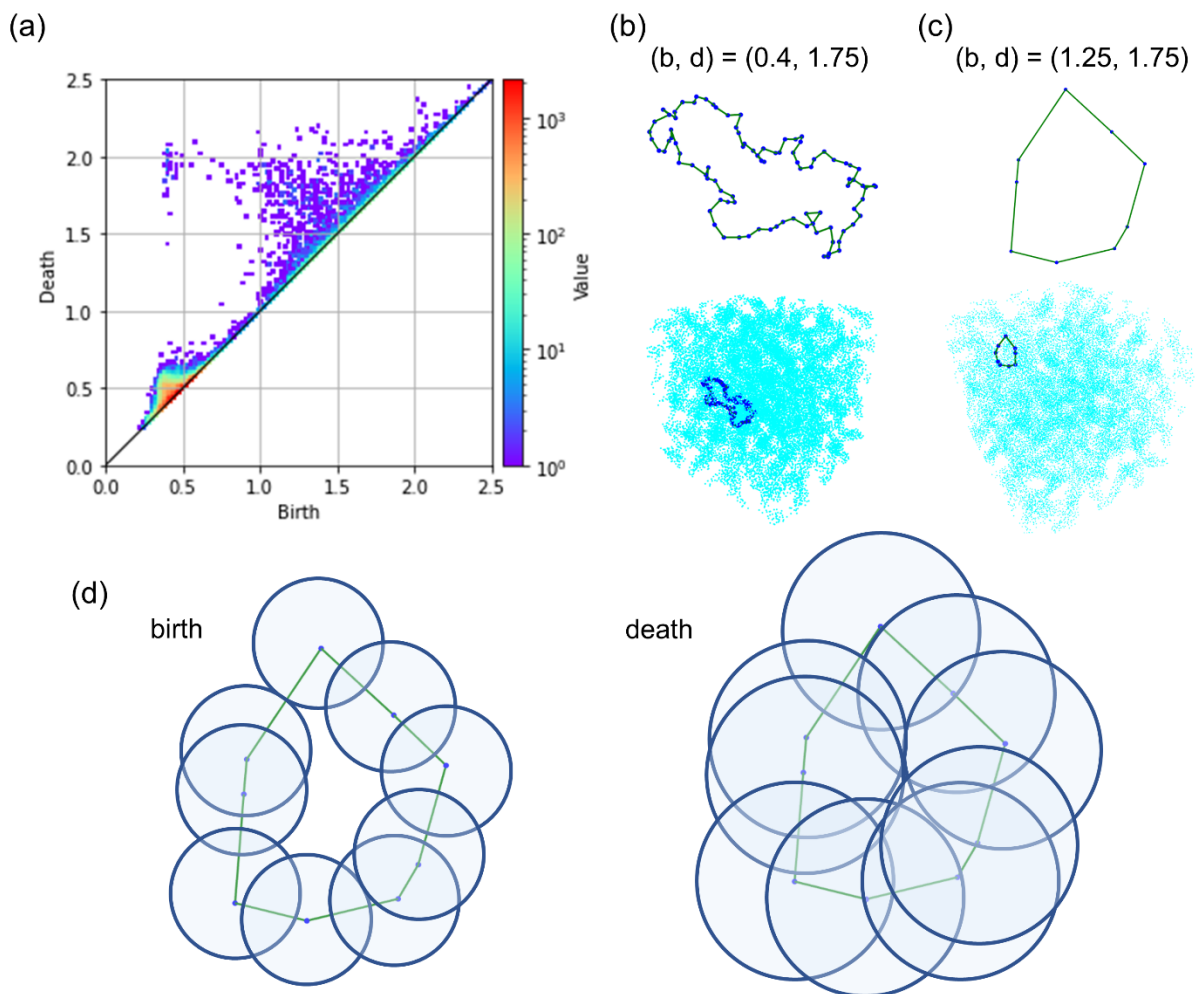 (a)
(b)
(c)
(b, d) = (0.4, 1.75)
(b, d) = (1.25, 1.75)
2.5
2.0
1.5
1.0
0.5
0.0
Death
0.0 0.5 1.0 1.5 2.0 2.5
Birth
10³
10²
10¹
10⁰
Value
(d)
birth
death